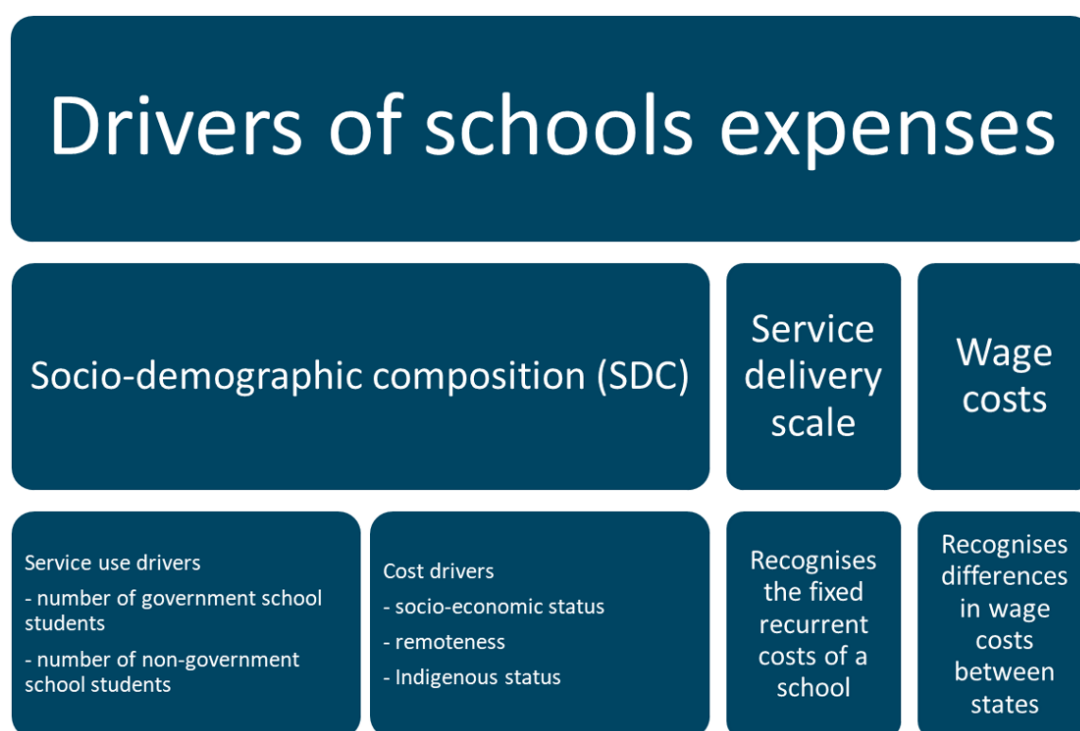 Drivers of schools expenses
Socio-demographic composition (SDC)
Service
delivery
scale
Wage
costs
Service use drivers
- number of government school
students
- number of non-government
school students
Cost drivers
- socio-economic status
- remoteness
- Indigenous status
Recognises
the fixed
recurrent
costs of a
school
Recognises
differences
in wage
costs
between
states